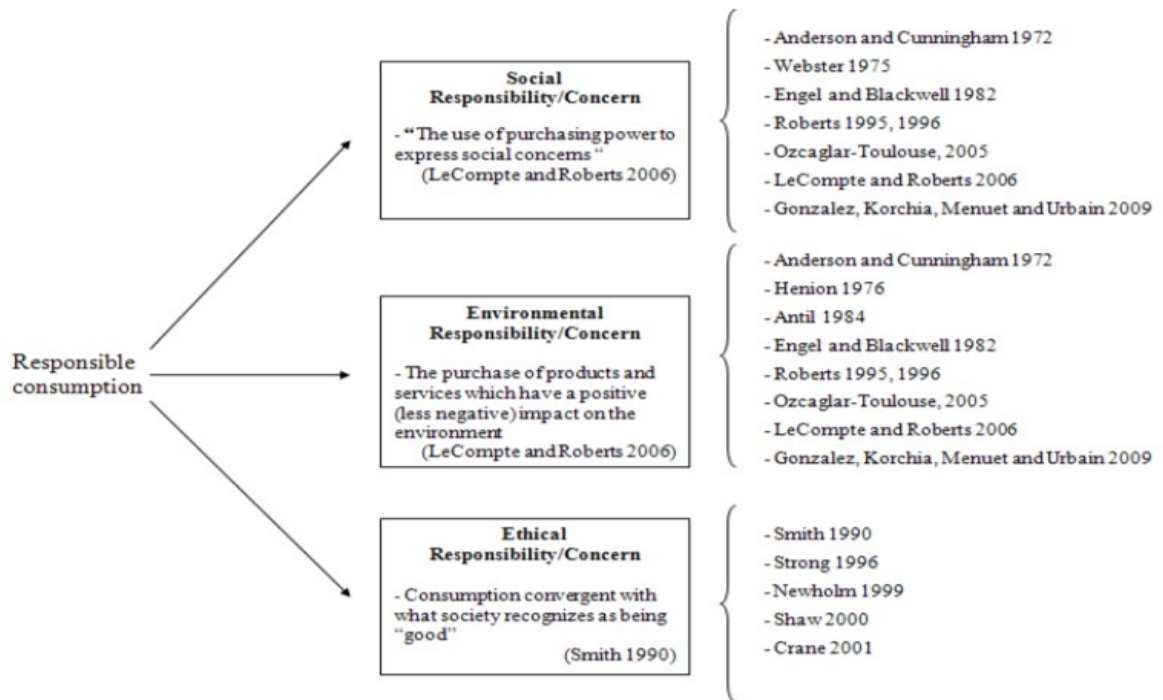 Responsible
consumption
Social
Responsibility/Concern
- “The use of purchasing power to
express social concerns “
(LeCompte and Roberts 2006)
- Anderson and Cunningham 1972
- Webster 1975
- Engel and Blackwell 1982
- Roberts 1995, 1996
- Ozcaglar-Toulouse, 2005
- LeCompte and Roberts 2006
- Gonzalez, Korchia, Menuet and Urbain 2009
Environmental
Responsibility/Concern
- The purchase of products and
services which have a positive
(less negative) impact on the
environment
(LeCompte and Roberts 2006)
- Anderson and Cunningham 1972
- Henion 1976
- Antil 1984
- Engel and Blackwell 1982
- Roberts 1995, 1996
- Ozcaglar-Toulouse, 2005
- LeCompte and Roberts 2006
- Gonzalez, Korchia, Menuet and Urbain 2009
Ethical
Responsibility/Concern
- Consumption convergent with
what society recognizes as being
“good”
(Smith 1990)
- Smith 1990
- Strong 1996
- Newholm 1999
- Shaw 2000
- Crane 2001